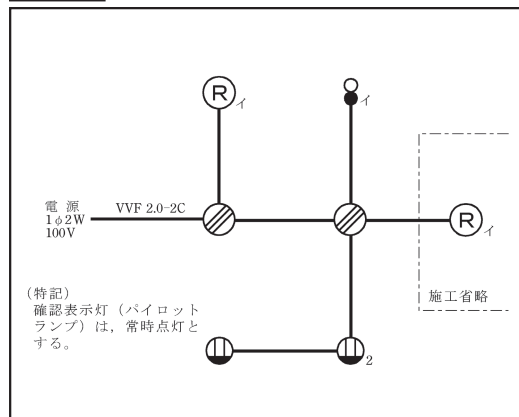 R イ
イ
電源
1φ2W
100V
VVF 2.0-2C
R イ
施工省略
（特記）
確認表示灯（パイロット
ランプ）は，常時点灯と
する。
2